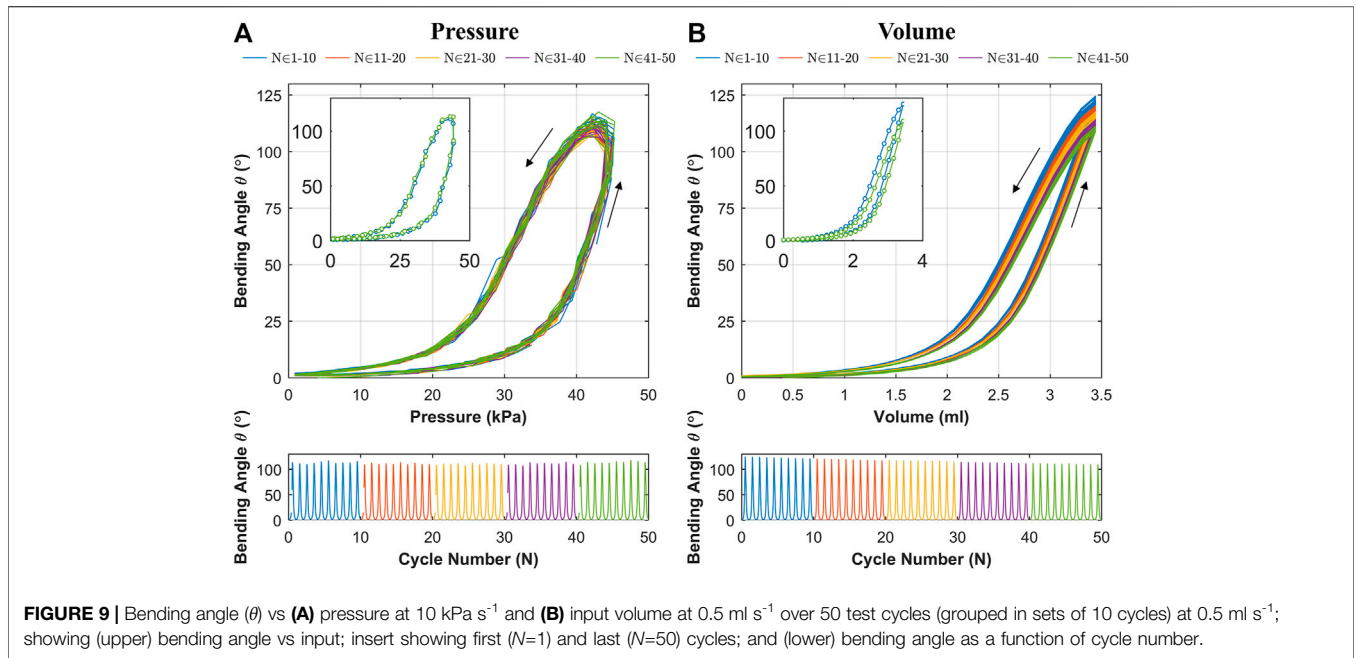 A
Pressure
N∈1-10 N∈11-20 N∈21-30 N∈31-40 N∈41-50
Bending Angle θ (°)
125
100
75
50
25
0
100
50
0
0 25 50
0 10 20 30 40 50
Pressure (kPa)
Bending Angle θ (°)
100
50
0
0 10 20 30 40 50
Cycle Number (N)
B
Volume
N∈1-10 N∈11-20 N∈21-30 N∈31-40 N∈41-50
Bending Angle θ (°)
125
100
75
50
25
0
100
50
0
0 2 4
0 0.5 1 1.5 2 2.5 3 3.5
Volume (ml)
Bending Angle θ (°)
100
50
0
0 10 20 30 40 50
Cycle Number (N)
FIGURE 9 | Bending angle (θ) vs (A) pressure at 10 kPa s⁻¹ and (B) input volume at 0.5 ml s⁻¹ over 50 test cycles (grouped in sets of 10 cycles) at 0.5 ml s⁻¹;
showing (upper) bending angle vs input; insert showing first (N=1) and last (N=50) cycles; and (lower) bending angle as a function of cycle number.